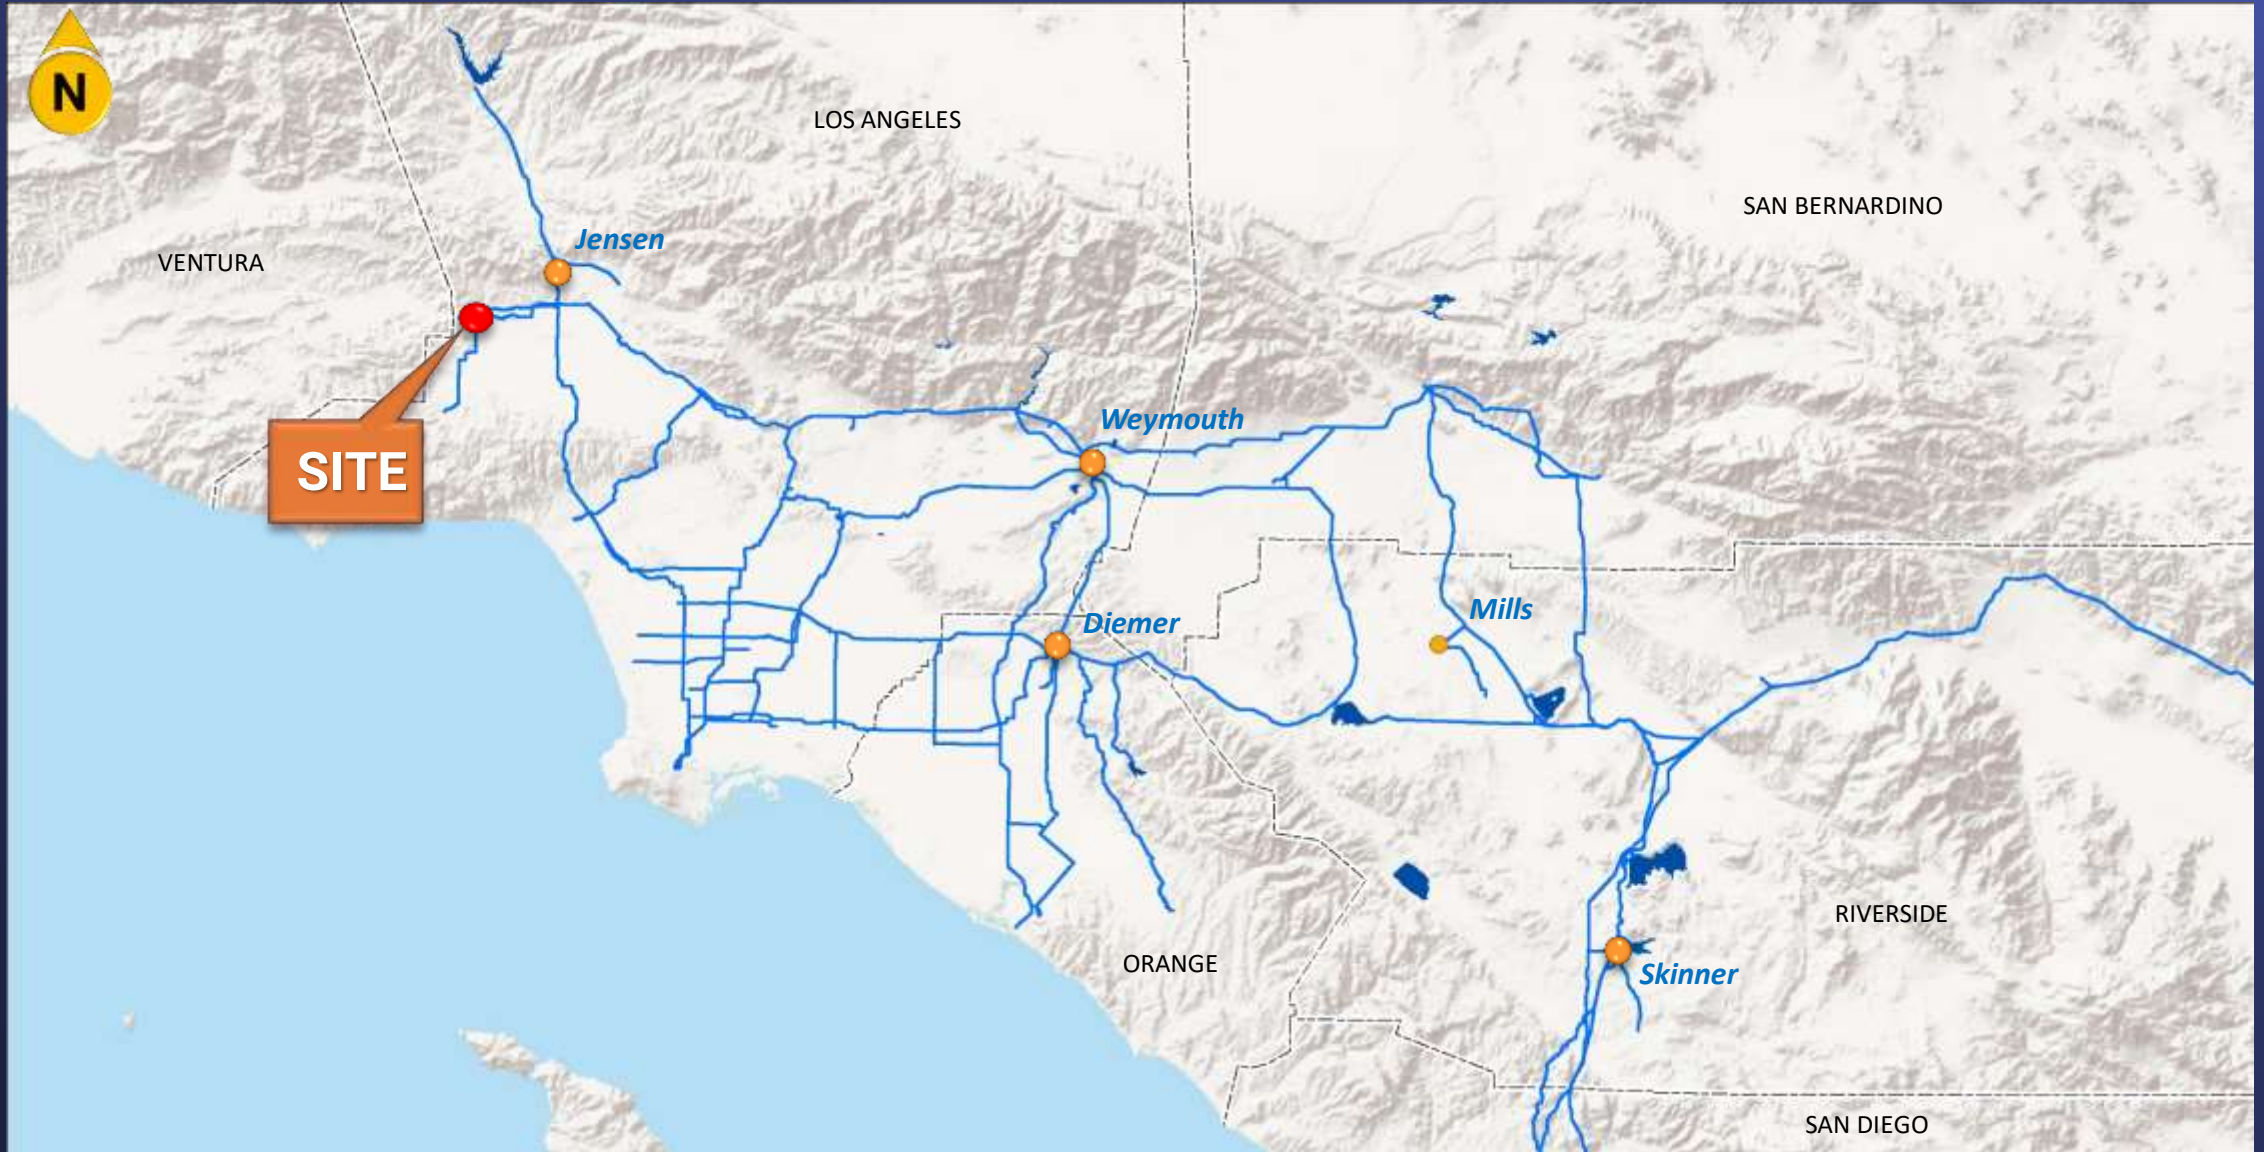 N
LOS ANGELES
SAN BERNARDINO
Jensen
VENTURA
Weymouth
SITE
Mills
Diemer
RIVERSIDE
ORANGE
Skinner
SAN DIEGO